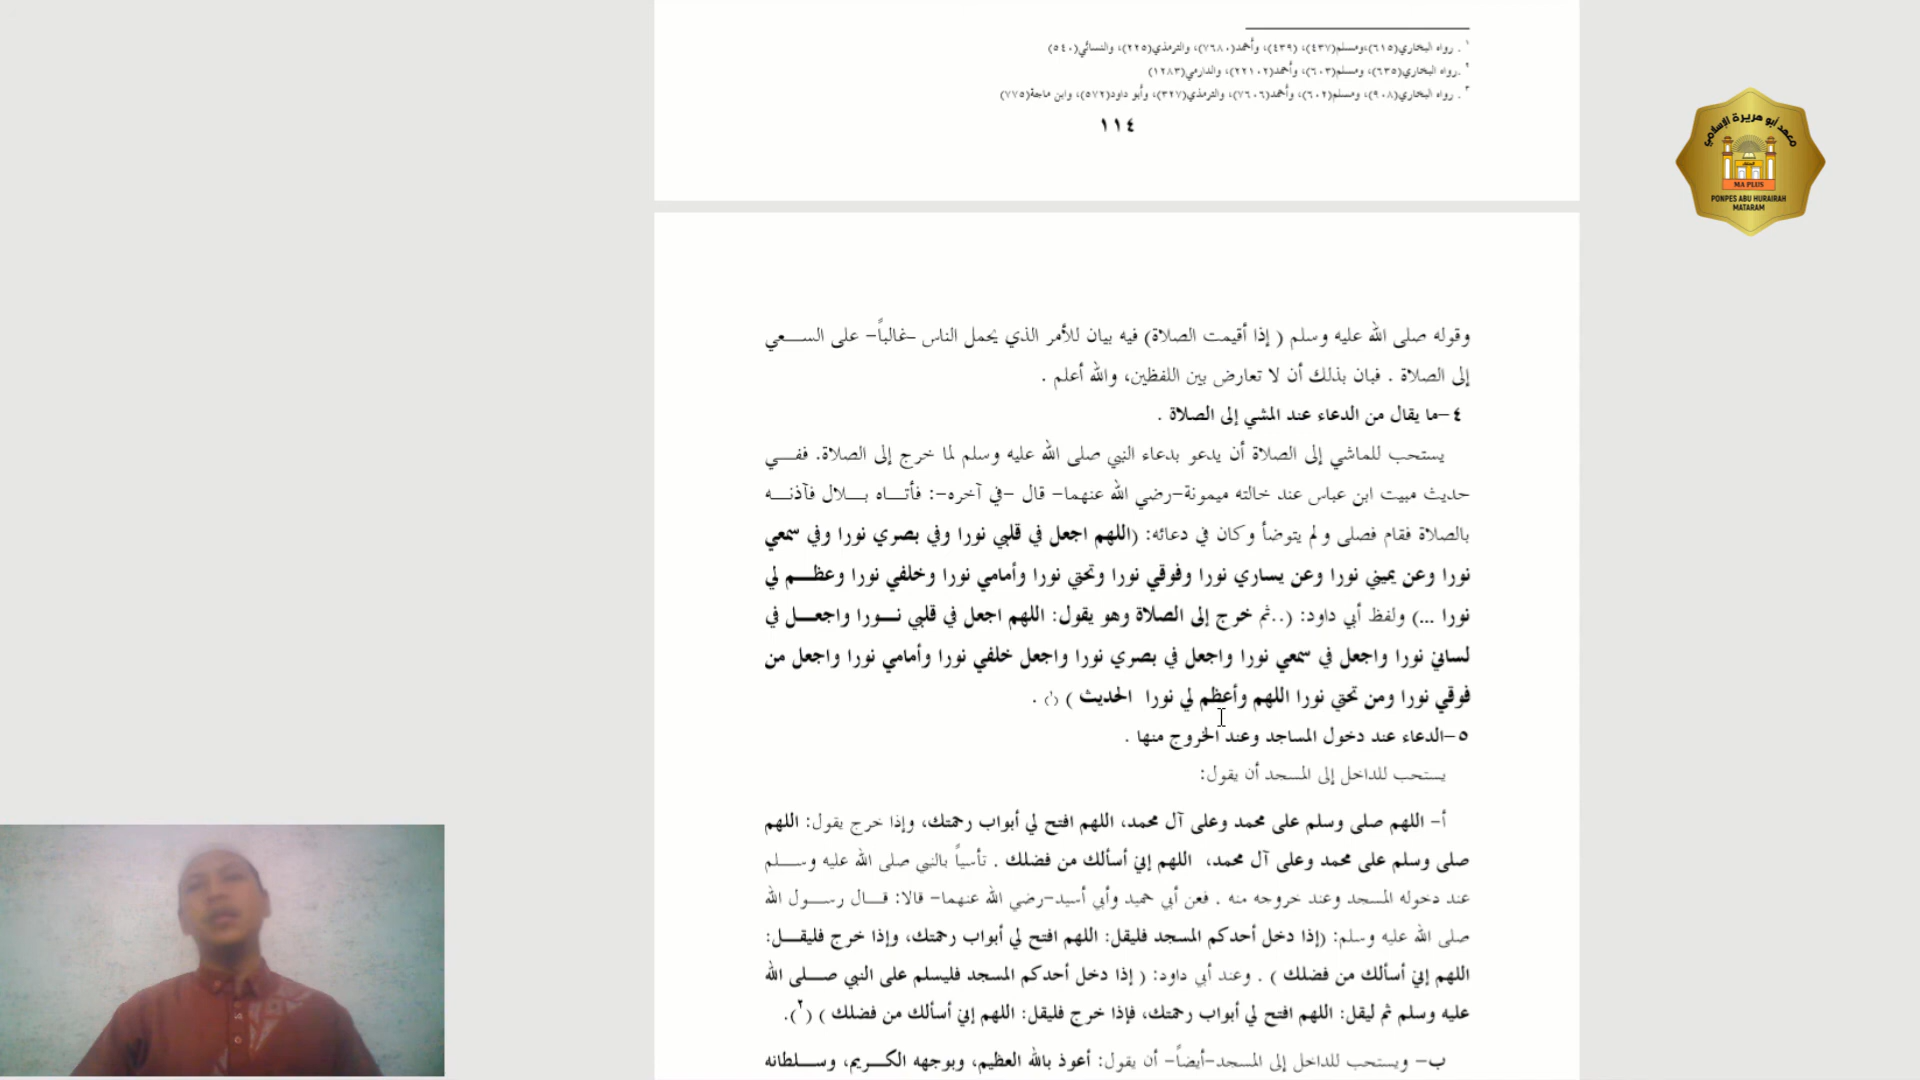 ١ . رواه البخاري(٦١٥)،ومسلم(٤٣٧)، (٤٣٩)، وأحمد(٧٦٨٠)، والترمذي(٢٢٥)، والنسائي(٥٤٠)
٢ .رواه البخاري(٦٣٥)، ومسلم(٦٠٣)، وأحمد(٢٢١٠٢)، والدارمي(١٢٨٣)
٣ . رواه البخاري(٩٠٨)، ومسلم(٦٠٢)، وأحمد(٧٦٠٦)، والترمذي(٣٢٧)، وأبو داود(٥٧٢)، وابن ماجة(٧٧٥)
١١٤
معهد أبو هريرة الإسلامي
MA PLUS
PONPES ABU HURAIRAH
MATARAM
وقوله صلى الله عليه وسلم ( إذا أقيمت الصلاة) فيه بيان للأمر الذي يحمل الناس -غالباً- على السعي
إلى الصلاة . فبان بذلك أن لا تعارض بين اللفظين، والله أعلم .
٤-ما يقال من الدعاء عند المشي إلى الصلاة .
يستحب للماشي إلى الصلاة أن يدعو بدعاء النبي صلى الله عليه وسلم لما خرج إلى الصلاة. ففي
حديث مبيت ابن عباس عند خالته ميمونة-رضي الله عنهما- قال -في آخره-: فأتاه بلال فآذنه
بالصلاة فقام فصلى ولم يتوضأ وكان في دعائه: (اللهم اجعل في قلبي نورا وفي بصري نورا وفي سمعي
نورا وعن يميني نورا وعن يساري نورا وفوقي نورا وتحتي نورا وأمامي نورا وخلفي نورا وعظم لي
نورا ...) ولفظ أبي داود: (..ثم خرج إلى الصلاة وهو يقول: اللهم اجعل في قلبي نورا واجعل في
لساني نورا واجعل في سمعي نورا واجعل في بصري نورا واجعل خلفي نورا وأمامي نورا واجعل من
فوقي نورا ومن تحتي نورا اللهم وأعظم لي نورا الحديث ) (١) .
٥-الدعاء عند دخول المساجد وعند الخروج منها .
يستحب للداخل إلى المسجد أن يقول:
أ- اللهم صلى وسلم على محمد وعلى آل محمد، اللهم افتح لي أبواب رحمتك، وإذا خرج يقول: اللهم
صلى وسلم على محمد وعلى آل محمد، اللهم إني أسألك من فضلك . تأسياً بالنبي صلى الله عليه وسلم
عند دخوله المسجد وعند خروجه منه . فعن أبي حميد وأبي أسيد-رضي الله عنهما- قالا: قال رسول الله
صلى الله عليه وسلم: (إذا دخل أحدكم المسجد فليقل: اللهم افتح لي أبواب رحمتك، وإذا خرج فليقل:
اللهم إني أسألك من فضلك ) . وعند أبي داود: ( إذا دخل أحدكم المسجد فليسلم على النبي صلى الله
عليه وسلم ثم ليقل: اللهم افتح لي أبواب رحمتك، فإذا خرج فليقل: اللهم إني أسألك من فضلك ) (٢).
ب- ويستحب للداخل إلى المسجد-أيضاً- أن يقول: أعوذ بالله العظيم، وبوجهه الكريم، وسلطانه